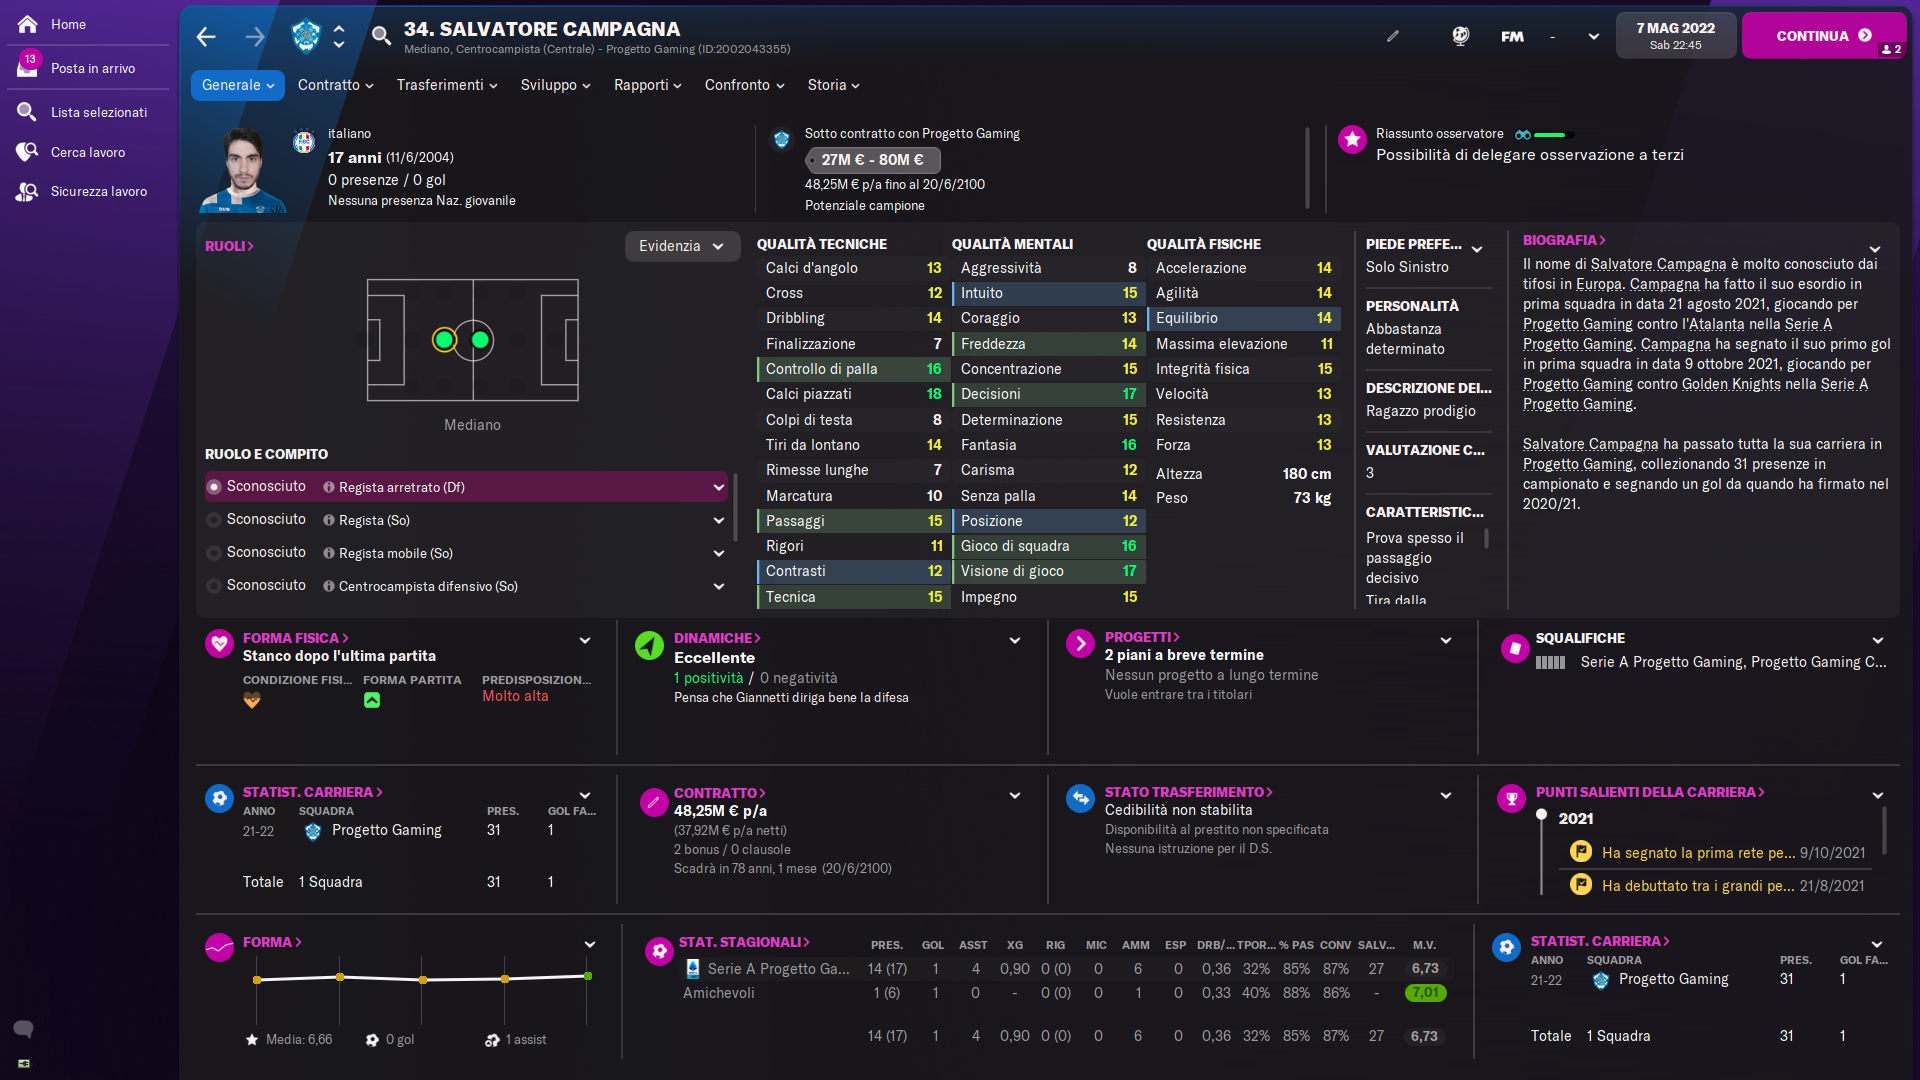 Home
13
Posta in arrivo
Lista selezionati
Cerca lavoro
Sicurezza lavoro
34. SALVATORE CAMPAGNA
Mediano, Centrocampista (Centrale) - Progetto Gaming (ID:2002043355)
FM
-
7 MAG 2022
Sab 22:45
CONTINUA
2
Generale
Contratto
Trasferimenti
Sviluppo
Rapporti
Confronto
Storia
italiano
17 anni (11/6/2004)
0 presenze / 0 gol
Nessuna presenza Naz. giovanile
Sotto contratto con Progetto Gaming
27M € - 80M €
48,25M € p/a fino al 20/6/2100
Potenziale campione
Riassunto osservatore
Possibilità di delegare osservazione a terzi
RUOLI
Evidenzia
Mediano
RUOLO E COMPITO
Sconosciuto Regista arretrato (Df)
Sconosciuto Regista (So)
Sconosciuto Regista mobile (So)
Sconosciuto Centrocampista difensivo (So)
QUALITÀ TECNICHE
Calci d'angolo 13
Cross 12
Dribbling 14
Finalizzazione 7
Controllo di palla 16
Calci piazzati 18
Colpi di testa 8
Tiri da lontano 14
Rimesse lunghe 7
Marcatura 10
Passaggi 15
Rigori 11
Contrasti 12
Tecnica 15
QUALITÀ MENTALI
Aggressività 8
Intuito 15
Coraggio 13
Freddezza 14
Concentrazione 15
Decisioni 17
Determinazione 15
Fantasia 16
Carisma 12
Senza palla 14
Posizione 12
Gioco di squadra 16
Visione di gioco 17
Impegno 15
QUALITÀ FISICHE
Accelerazione 14
Agilità 14
Equilibrio 14
Massima elevazione 11
Integrità fisica 15
Velocità 13
Resistenza 13
Forza 13
Altezza 180 cm
Peso 73 kg
PIEDE PREFE...
Solo Sinistro
PERSONALITÀ
Abbastanza
determinato
DESCRIZIONE DEI...
Ragazzo prodigio
VALUTAZIONE C...
3
CARATTERISTIC...
Prova spesso il
passaggio
decisivo
Tira dalla
BIOGRAFIA
Il nome di Salvatore Campagna è molto conosciuto dai
tifosi in Europa. Campagna ha fatto il suo esordio in
prima squadra in data 21 agosto 2021, giocando per
Progetto Gaming contro l'Atalanta nella Serie A
Progetto Gaming. Campagna ha segnato il suo primo gol
in prima squadra in data 9 ottobre 2021, giocando per
Progetto Gaming contro Golden Knights nella Serie A
Progetto Gaming.
Salvatore Campagna ha passato tutta la sua carriera in
Progetto Gaming, collezionando 31 presenze in
campionato e segnando un gol da quando ha firmato nel
2020/21.
FORMA FISICA
Stanco dopo l'ultima partita
CONDIZIONE FISI... FORMA PARTITA PREDISPOSIZION...
Molto alta
DINAMICHE
Eccellente
1 positività / 0 negatività
Pensa che Giannetti diriga bene la difesa
PROGETTI
2 piani a breve termine
Nessun progetto a lungo termine
Vuole entrare tra i titolari
SQUALIFICHE
Serie A Progetto Gaming, Progetto Gaming C...
STATIST. CARRIERA
ANNO SQUADRA PRES. GOL FA...
21-22 Progetto Gaming 31 1
Totale 1 Squadra 31 1
CONTRATTO
48,25M € p/a
(37,92M € p/a netti)
2 bonus / 0 clausole
Scadrà in 78 anni, 1 mese (20/6/2100)
STATO TRASFERIMENTO
Cedibilità non stabilita
Disponibilità al prestito non specificata
Nessuna istruzione per il D.S.
PUNTI SALIENTI DELLA CARRIERA
2021
Ha segnato la prima rete pe... 9/10/2021
Ha debuttato tra i grandi pe... 21/8/2021
FORMA
Media: 6,66
0 gol
1 assist
STAT. STAGIONALI PRES. GOL ASST XG RIG MIC AMM ESP DRB/... TPOR... % PAS CONV SALV... M.V.
Serie A Progetto Ga... 14 (17) 1 4 0,90 0 (0) 0 6 0 0,36 32% 85% 87% 27 6,73
Amichevoli 1 (6) 1 0 - 0 (0) 0 1 0 0,33 40% 88% 86% - 7,01
14 (17) 1 4 0,90 0 (0) 0 6 0 0,36 32% 85% 87% 27 6,73
STATIST. CARRIERA
ANNO SQUADRA PRES. GOL FA...
21-22 Progetto Gaming 31 1
Totale 1 Squadra 31 1